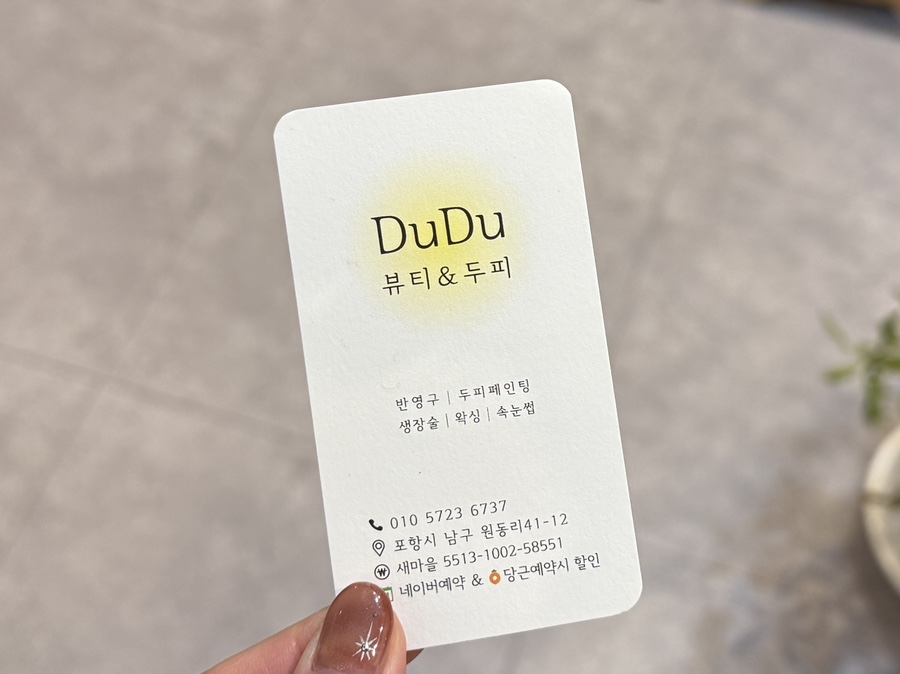 DuDu
뷰티&두피
반영구 | 두피페인팅
생장술 | 왁싱 | 속눈썹
010 5723 6737
포항시 남구 원동리41-12
새마을 5513-1002-58551
네이버예약 & 당근예약시 할인